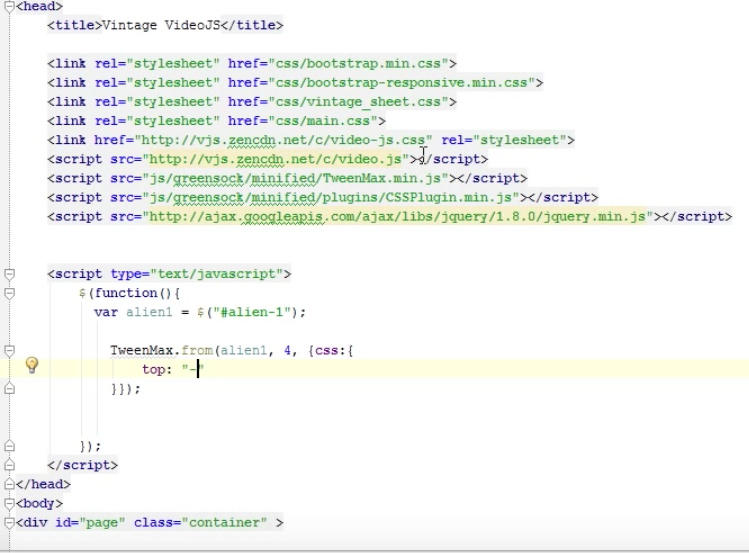 <head>
<title>Vintage VideoJS</title>
<link rel="stylesheet" href="css/bootstrap.min.css">
<link rel="stylesheet" href="css/bootstrap-responsive.min.css">
<link rel="stylesheet" href="css/vintage_sheet.css">
<link rel="stylesheet" href="css/main.css">
<link href="http://vjs.zencdn.net/c/video-js.css" rel="stylesheet">
<script src="http://vjs.zencdn.net/c/video.js"></script>
<script src="js/greensock/minified/TweenMax.min.js"></script>
<script src="js/greensock/minified/plugins/CSSPlugin.min.js"></script>
<script src="http://ajax.googleapis.com/ajax/libs/jquery/1.8.0/jquery.min.js"></script>
<script type="text/javascript">
$(function(){
var alien1 = $("#alien-1");
TweenMax.from(alien1, 4, {css:{
top: "-"
}});
});
</script>
</head>
<body>
<div id="page" class="container" >